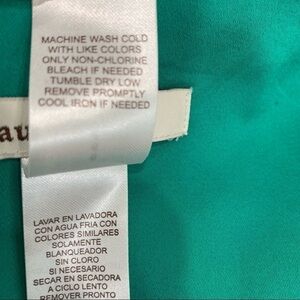 MACHINE WASH COLD
WITH LIKE COLORS
ONLY NON-CHLORINE
BLEACH IF NEEDED
TUMBLE DRY LOW
REMOVE PROMPTLY
COOL IRON IF NEEDED
au
LAVAR EN LAVADORA
CON AGUA FRIA CON
COLORES SIMILARES
SOLAMENTE
BLANQUEADOR
SIN CLORO
SI NECESARIO
SECAR EN SECADORA
A CICLO LENTO
REMOVER PRONTO